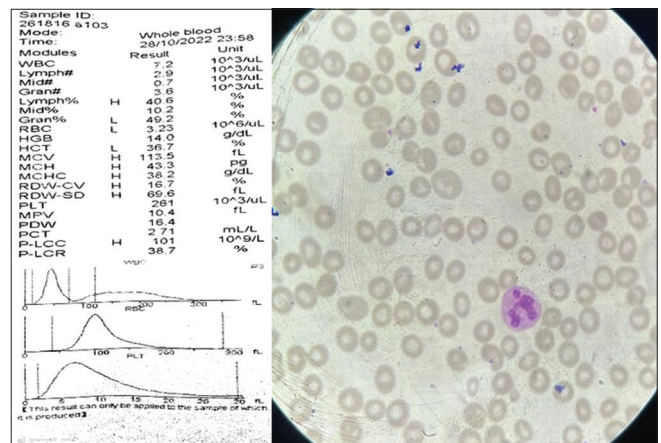 Sample ID:
261816 a103
Mode: Whole blood
Time: 28/10/2022 23:58
Modules Result Unit
WBC 7.2 10^3/uL
Lymph# 2.9 10^3/uL
Mid# 0.7 10^3/uL
Gran# 3.6 10^3/uL
Lymph% H 40.6 %
Mid% 10.2 %
Gran% L 49.2 %
RBC L 3.23 10^6/uL
HGB 14.0 g/dL
HCT L 36.7 %
MCV H 113.5 fL
MCH H 43.3 pg
MCHC H 38.2 g/dL
RDW-CV H 16.7 %
RDW-SD H 69.6 fL
PLT 261 10^3/uL
MPV 10.4 fL
PDW 16.4
PCT 2.71 mL/L
P-LCC H 101 10^9/L
P-LCR 38.7 %
WBC
100 200 300 fL
RBC
100 200 300 fL
PLT
0 5 10 20 30 fL
【This result can only be applied to the sample of which
it is produced】